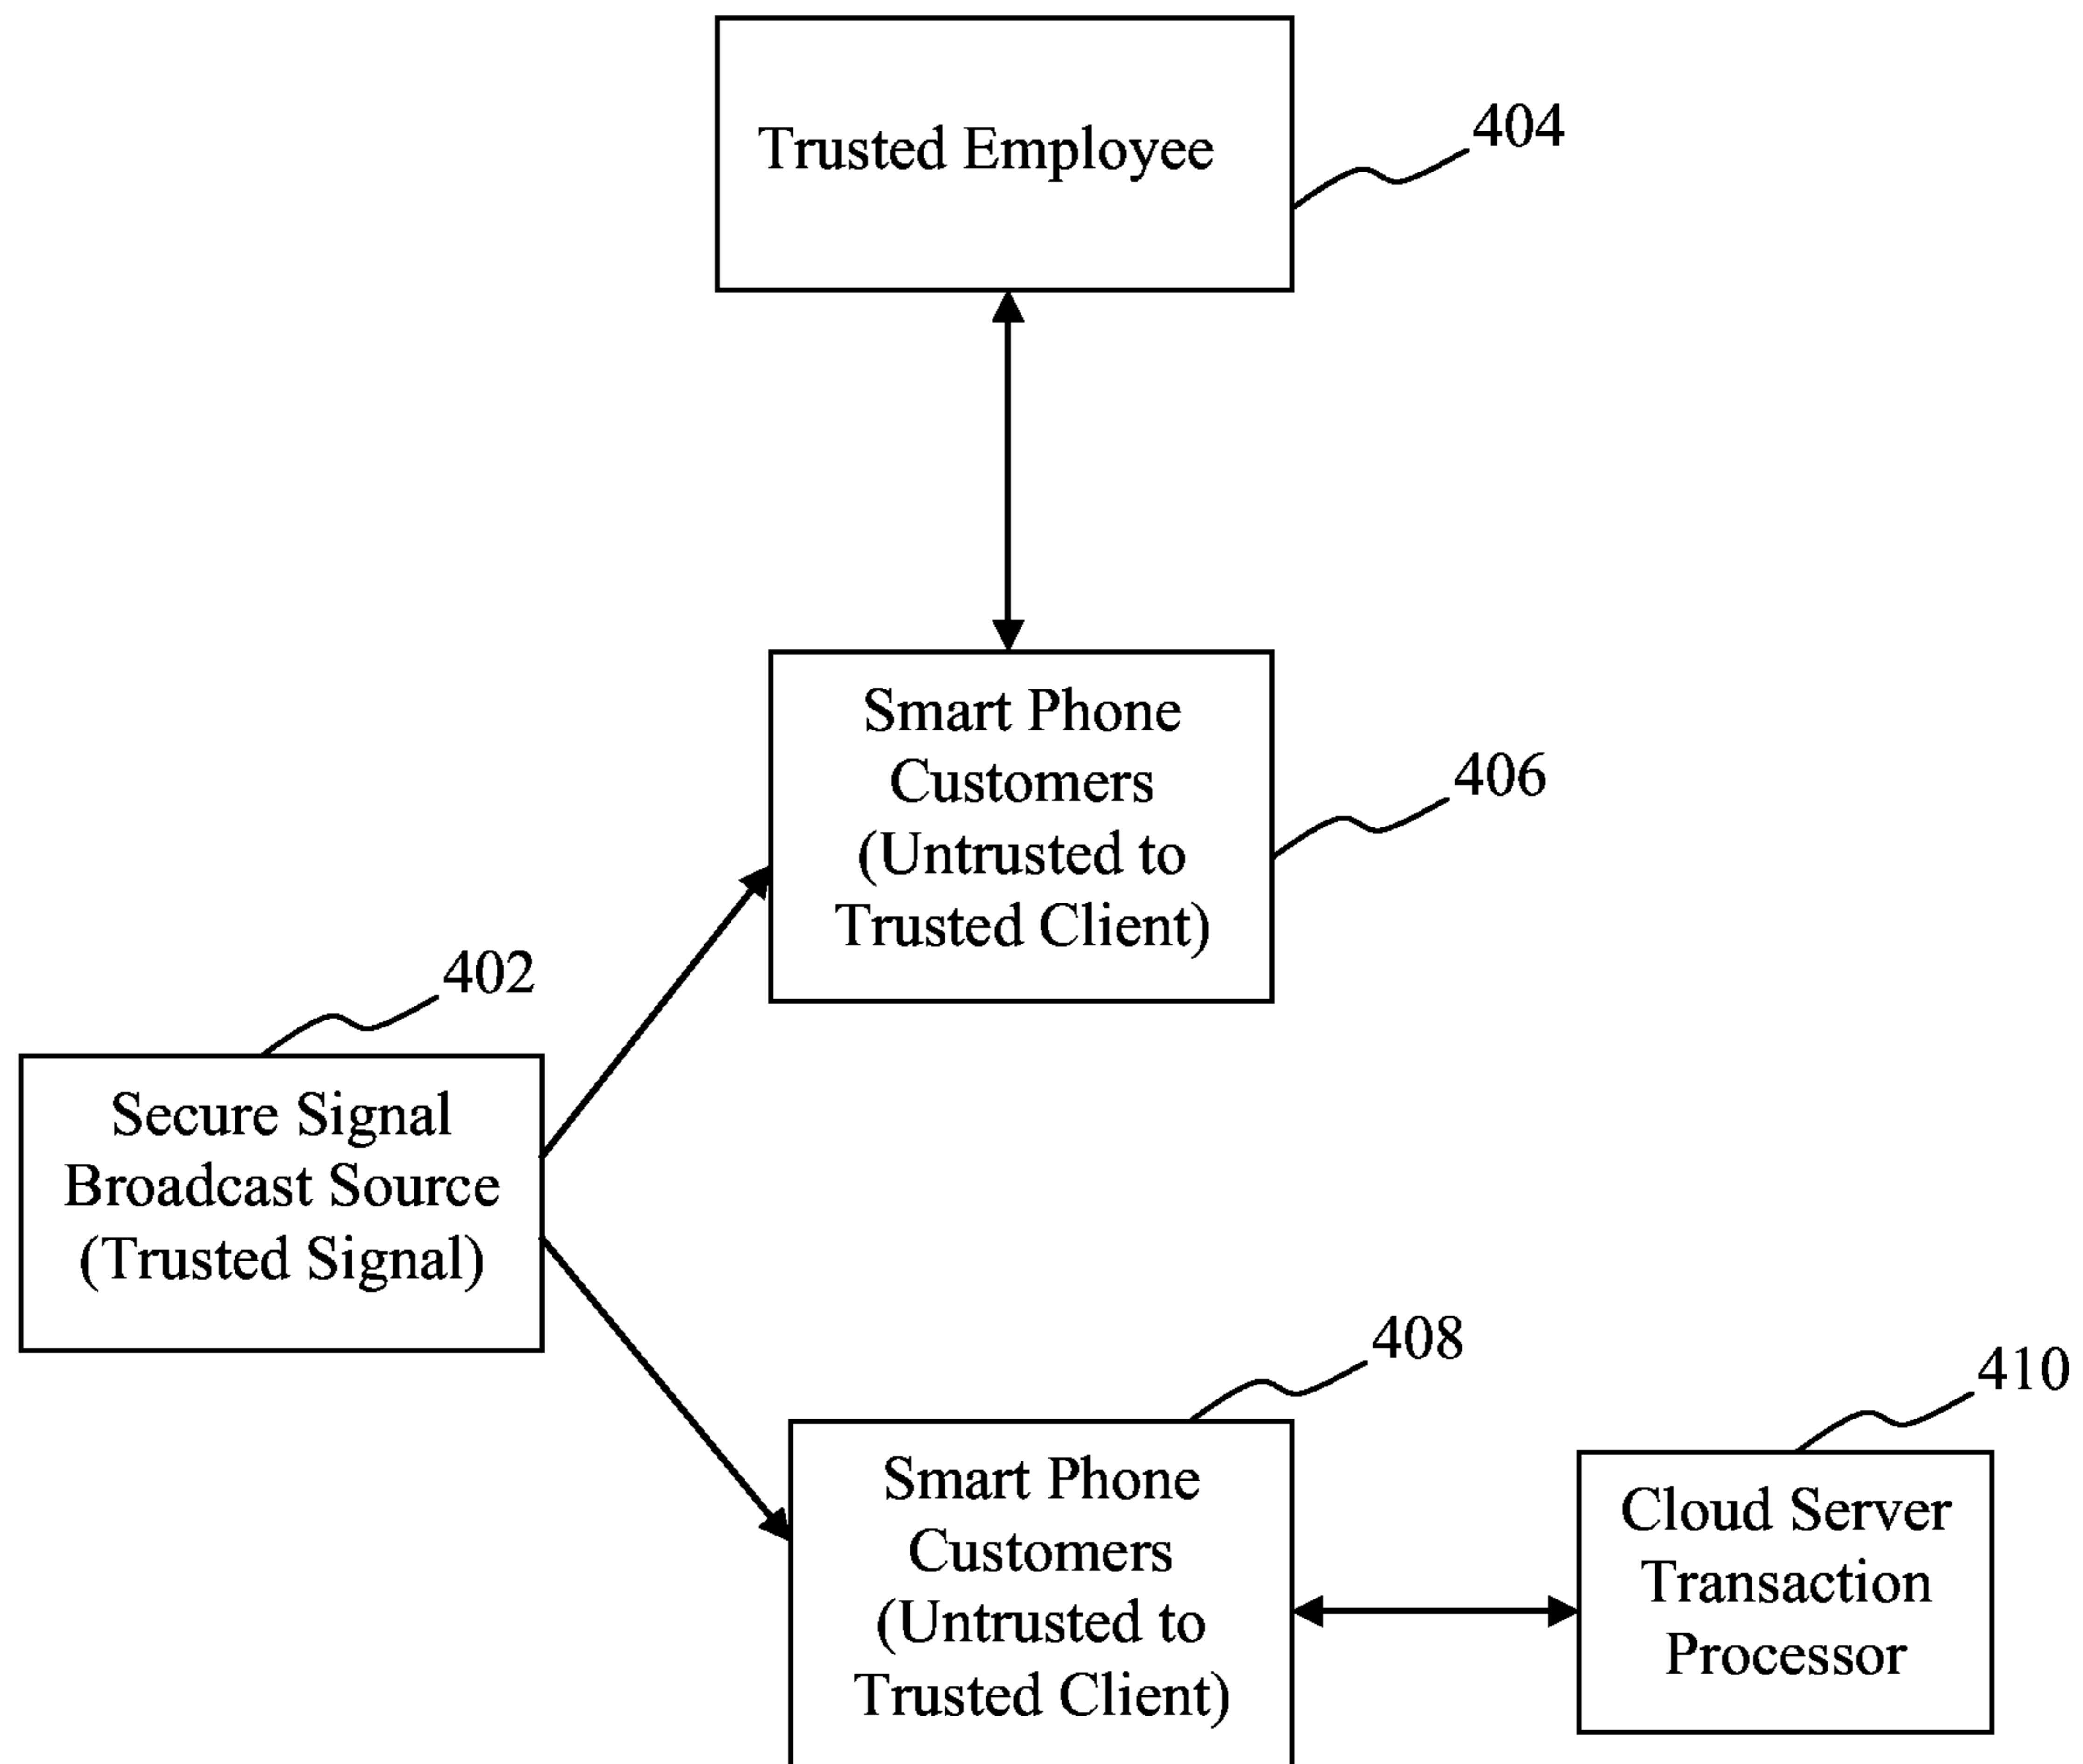 Trusted Employee
404
Smart Phone
Customers
(Untrusted to
Trusted Client)
406
402
Secure Signal
Broadcast Source
(Trusted Signal)
408
Smart Phone
Customers
(Untrusted to
Trusted Client)
410
Cloud Server
Transaction
Processor